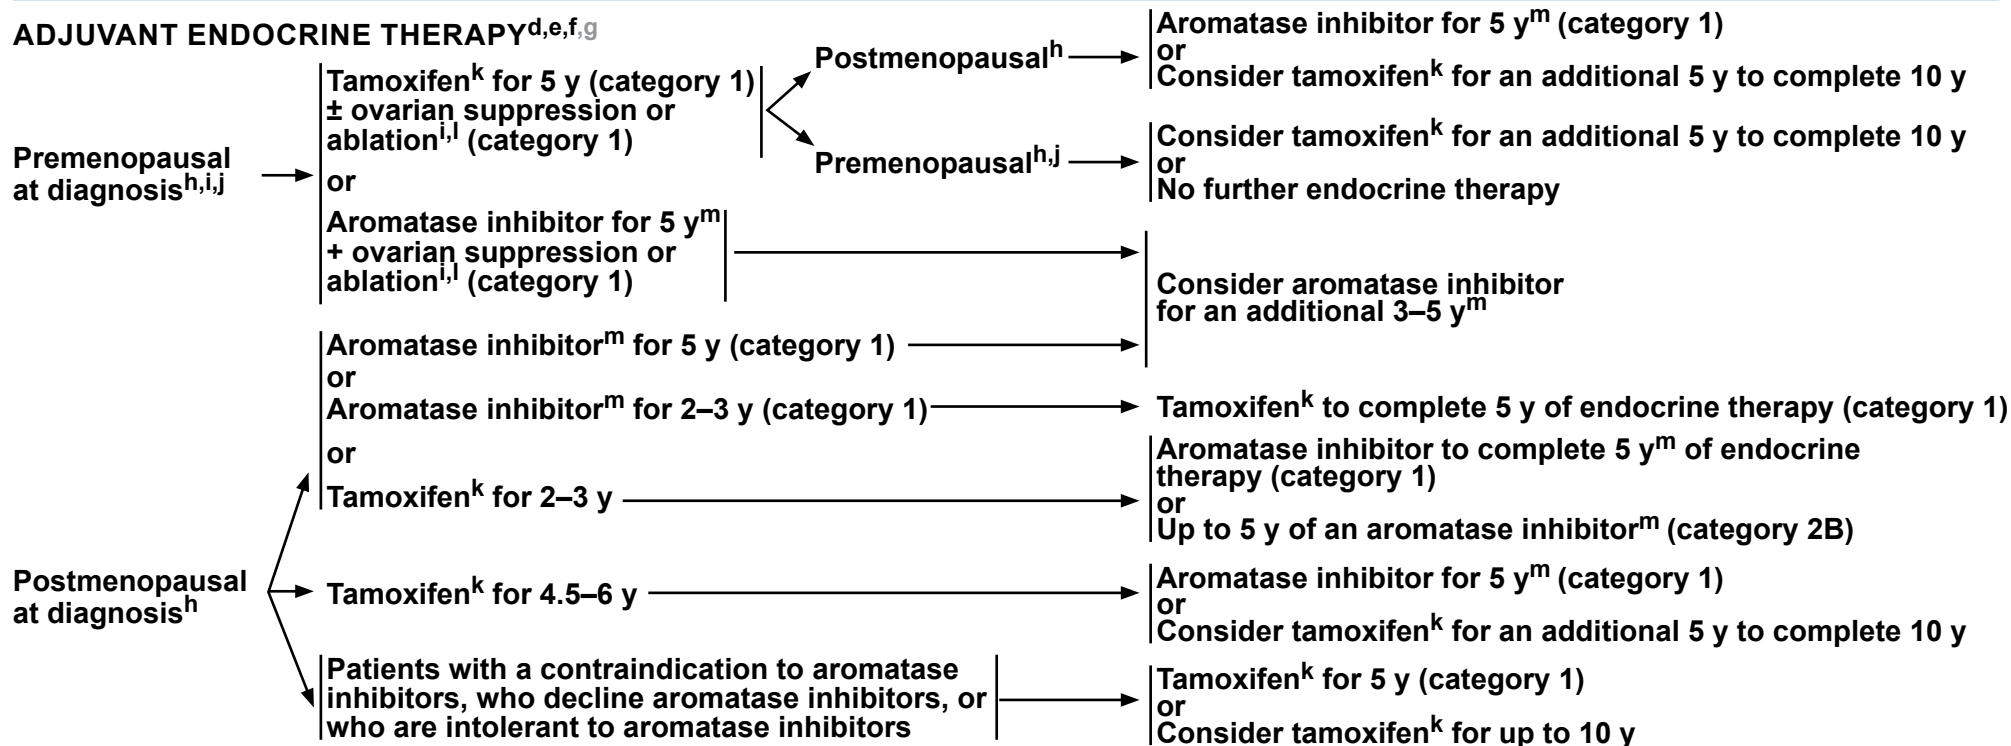 ADJUVANT ENDOCRINE THERAPYd,e,f,g
Premenopausal
at diagnosish,i,j
Tamoxifenk for 5 y (category 1)
± ovarian suppression or
ablationi,l (category 1)
or
Aromatase inhibitor for 5 ym
+ ovarian suppression or
ablationi,l (category 1)
Postmenopausalh
Aromatase inhibitor for 5 ym (category 1)
or
Consider tamoxifenk for an additional 5 y to complete 10 y
Premenopausalh,j
Consider tamoxifenk for an additional 5 y to complete 10 y
or
No further endocrine therapy
Consider aromatase inhibitor
for an additional 3–5 ym
Postmenopausal
at diagnosish
Aromatase inhibitorm for 5 y (category 1)
or
Aromatase inhibitorm for 2–3 y (category 1)
Tamoxifenk to complete 5 y of endocrine therapy (category 1)
or
Tamoxifenk for 2–3 y
Aromatase inhibitor to complete 5 ym of endocrine
therapy (category 1)
or
Up to 5 y of an aromatase inhibitorm (category 2B)
Tamoxifenk for 4.5–6 y
Aromatase inhibitor for 5 ym (category 1)
or
Consider tamoxifenk for an additional 5 y to complete 10 y
Patients with a contraindication to aromatase
inhibitors, who decline aromatase inhibitors, or
who are intolerant to aromatase inhibitors
Tamoxifenk for 5 y (category 1)
or
Consider tamoxifenk for up to 10 y